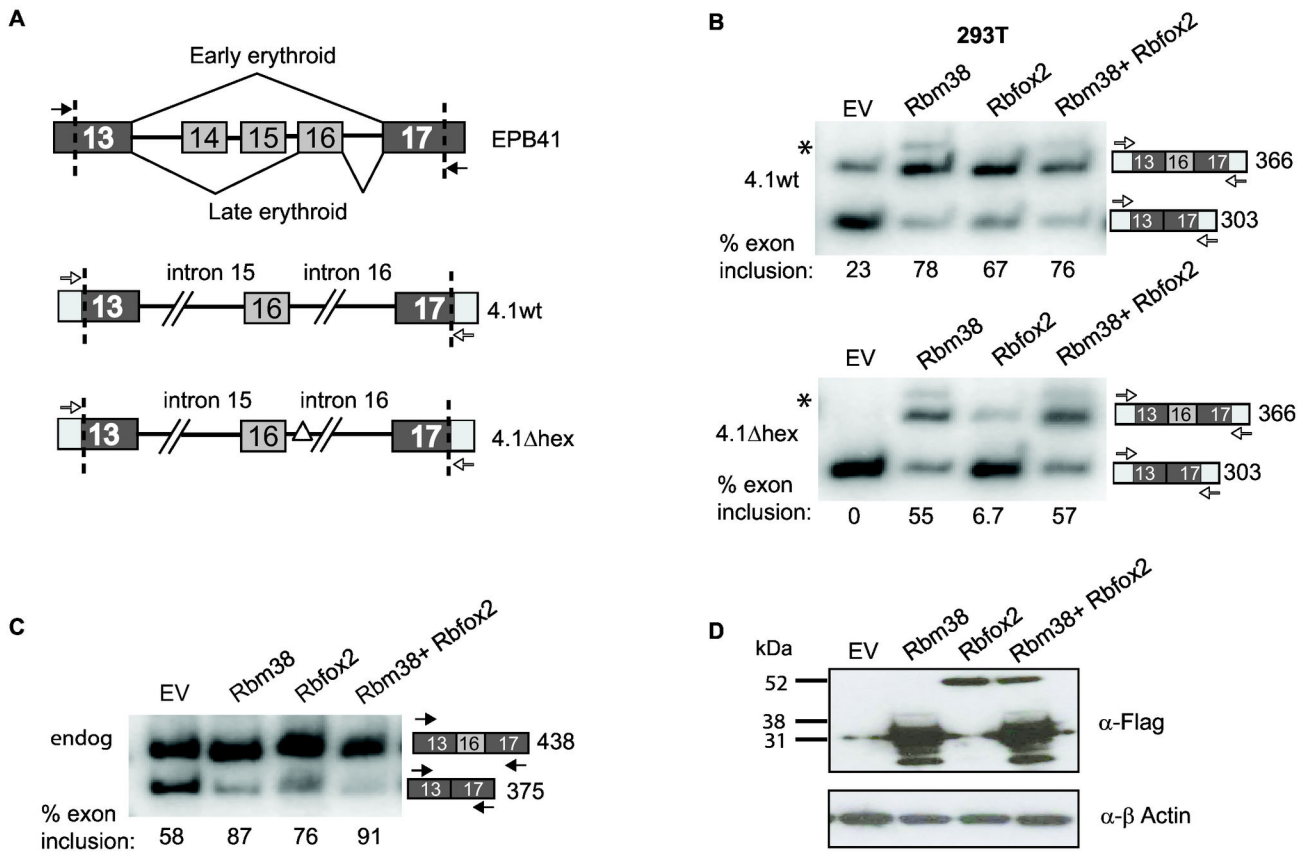 A
Early erythroid
13 14 15 16 17 EPB41
Late erythroid
intron 15 intron 16
13 16 17 4.1wt
intron 15 intron 16
13 16 17 4.1Δhex
B
293T
EV Rbm38 Rbfox2 Rbm38+ Rbfox2
*
4.1wt
13 16 17 366
13 17 303
% exon
inclusion: 23 78 67 76
EV Rbm38 Rbfox2 Rbm38+ Rbfox2
*
4.1Δhex
13 16 17 366
13 17 303
% exon
inclusion: 0 55 6.7 57
C
EV Rbm38 Rbfox2 Rbm38+ Rbfox2
endog
13 16 17 438
13 17 375
% exon
inclusion: 58 87 76 91
D
kDa EV Rbm38 Rbfox2 Rbm38+ Rbfox2
52
38
31
α-Flag
α-β Actin